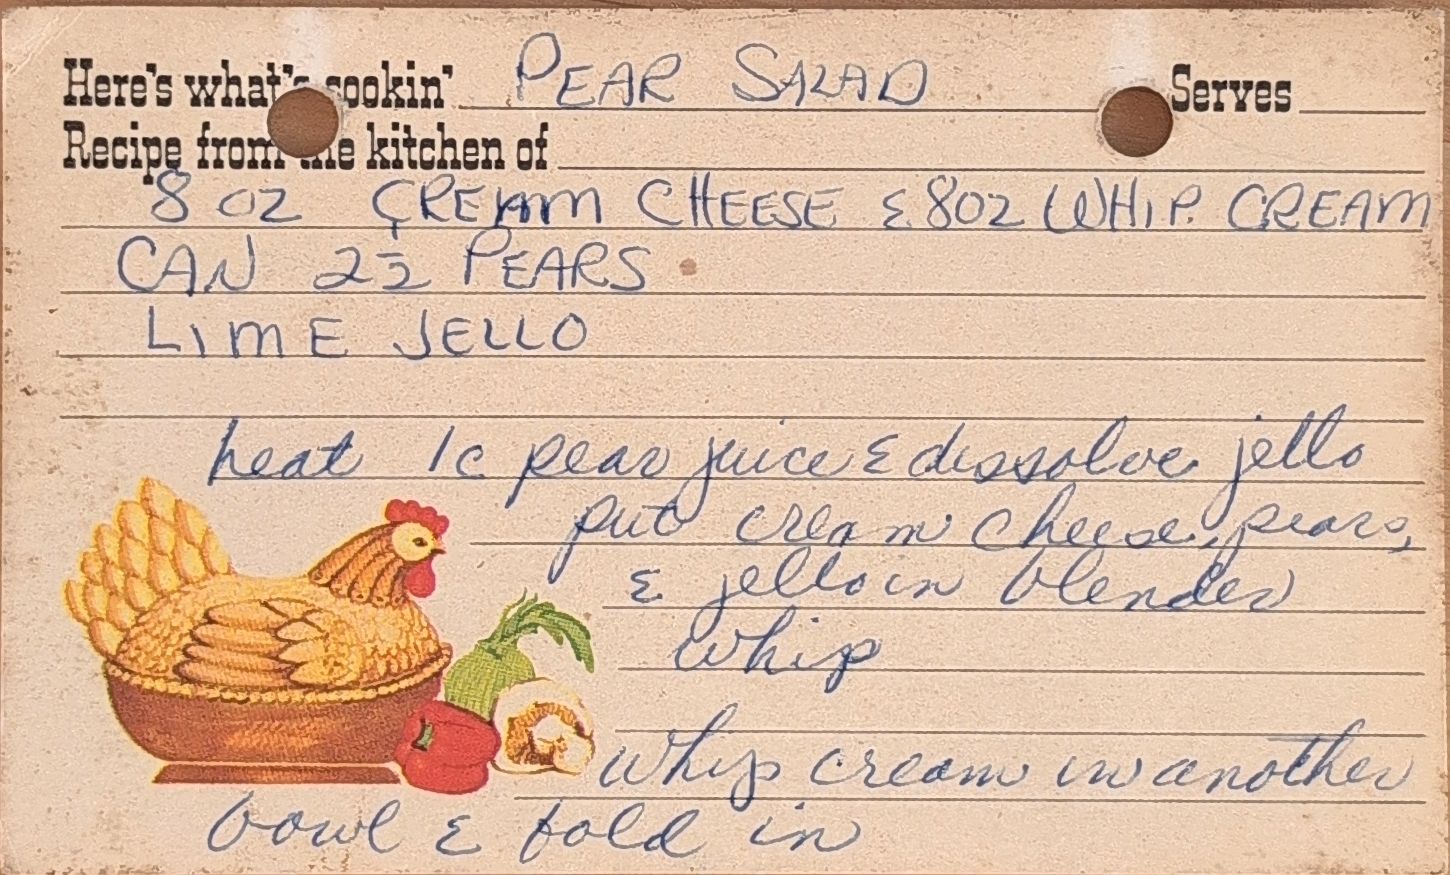 Here's what's cookin' PEAR SALAD Serves
Recipe from the kitchen of
8 OZ CREAM CHEESE & 8OZ WHIP CREAM
CAN 2½ PEARS
LIME JELLO
heat 1c pear juice & dissolve jello
put cream cheese, pears,
& jello in blender
whip
whip cream in another
bowl & fold in